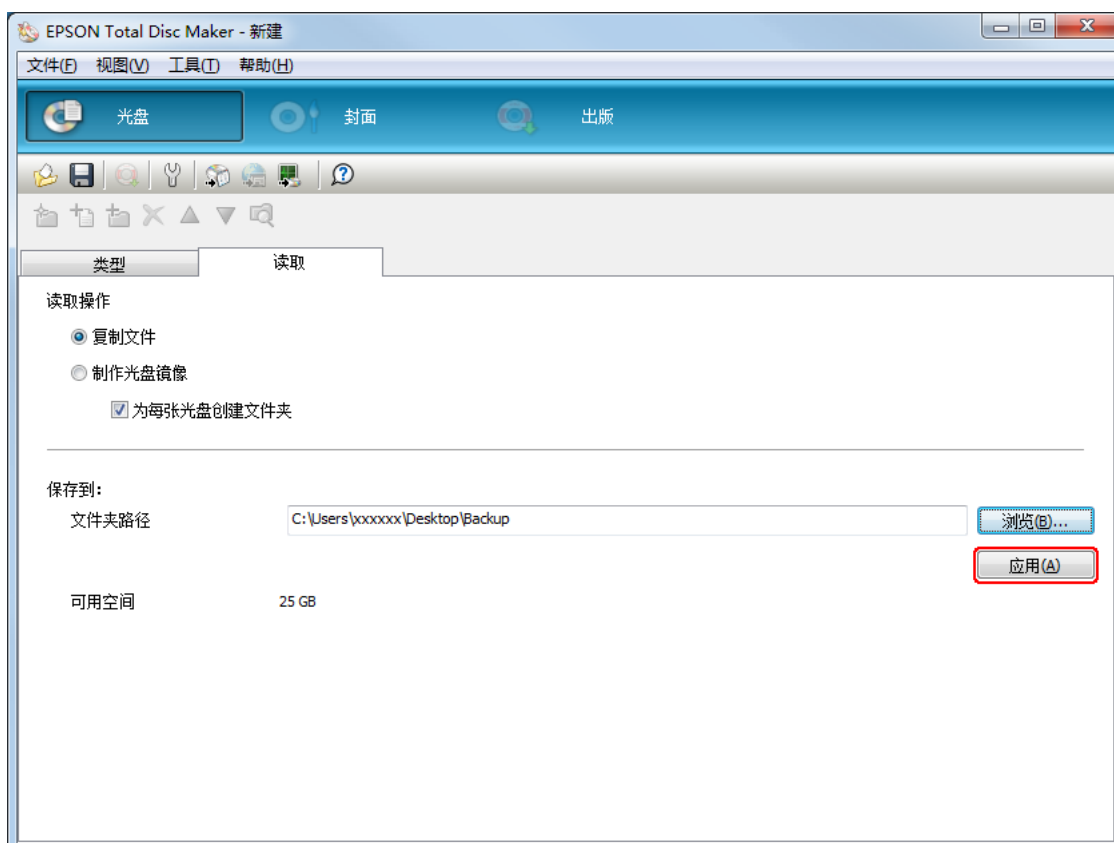 EPSON Total Disc Maker - 新建
文件(F) 视图(V) 工具(T) 帮助(H)
光盘 封面 出版
类型 读取
读取操作
复制文件
制作光盘镜像
为每张光盘创建文件夹
保存到:
文件夹路径 C:\Users\xxxxxx\Desktop\Backup 浏览(B)...
应用(A)
可用空间 25 GB